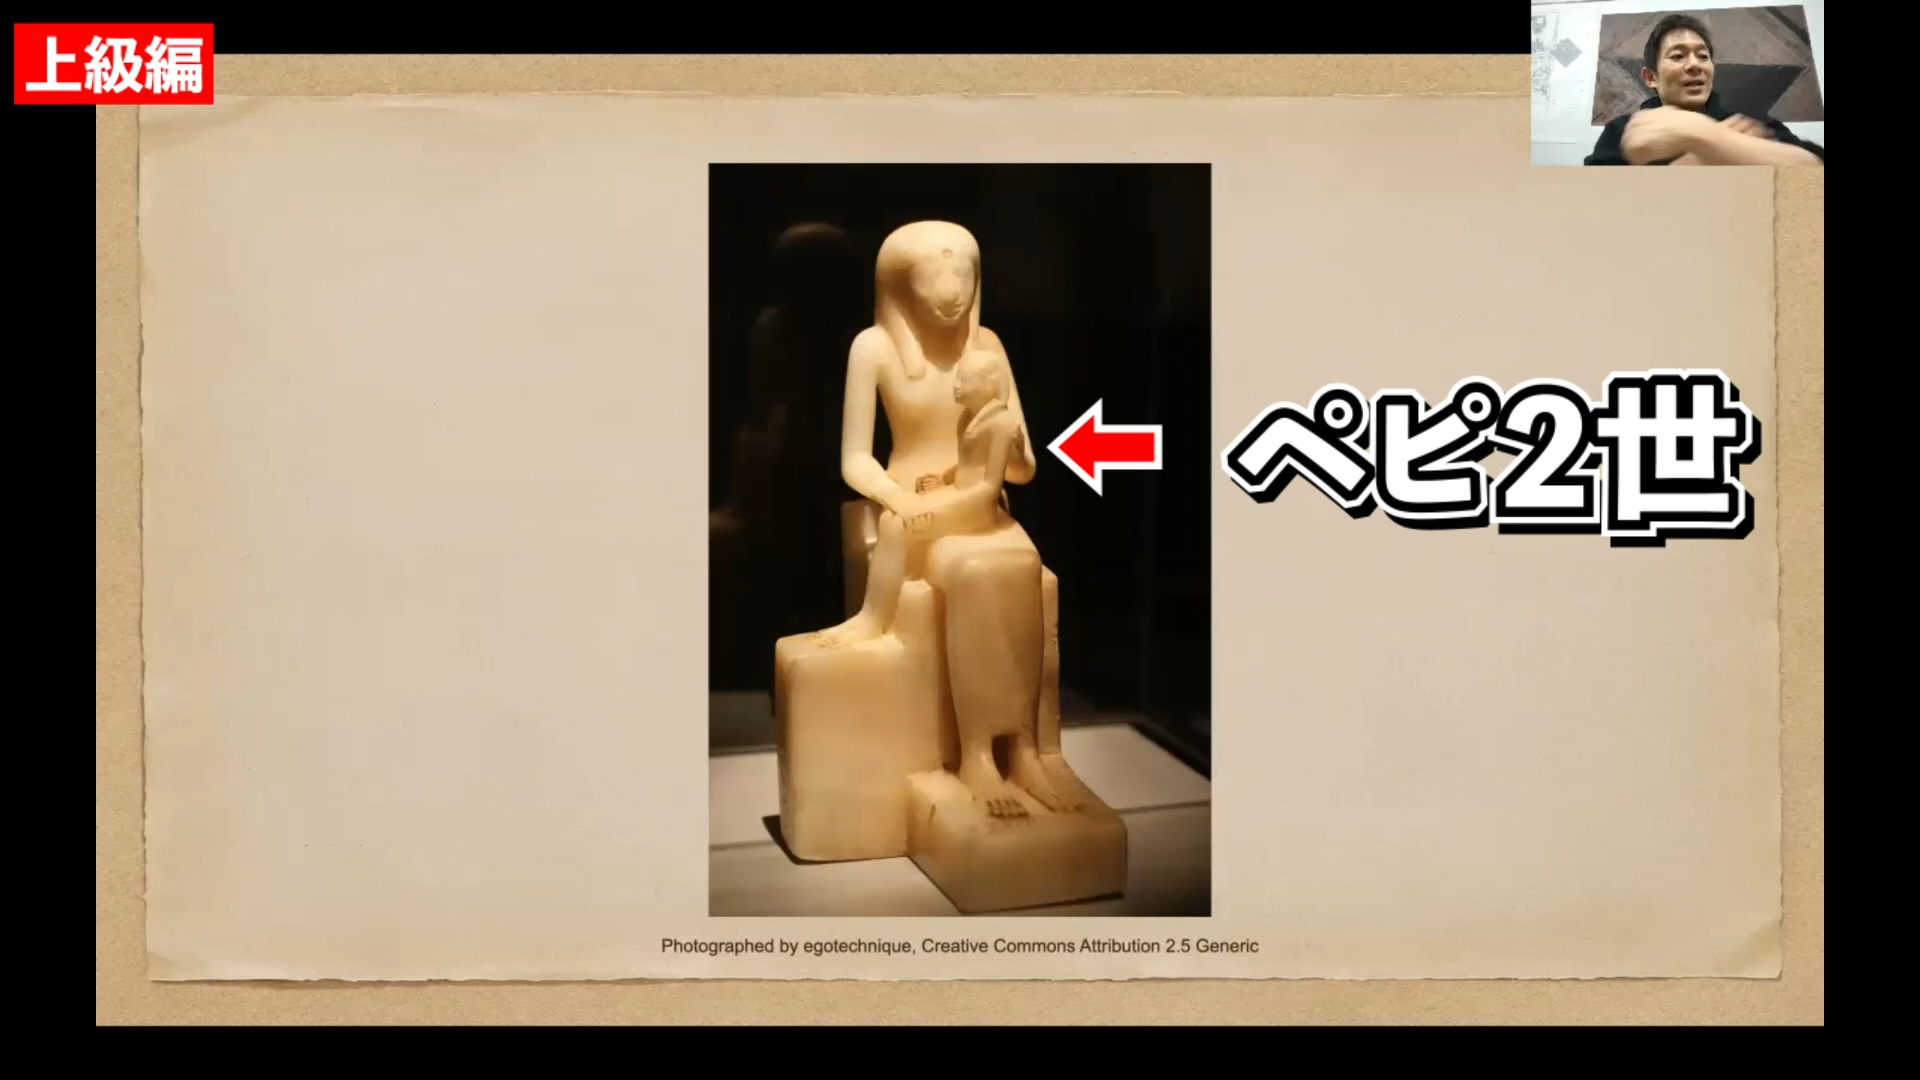 上級編
ペピ2世
Photographed by egotechnique, Creative Commons Attribution 2.5 Generic